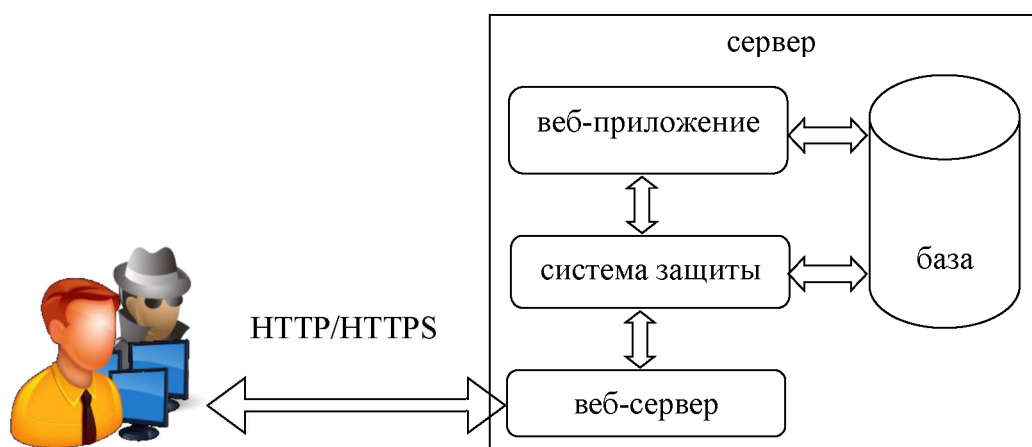 сервер
веб-приложение
система защиты
база
HTTP/HTTPS
веб-сервер